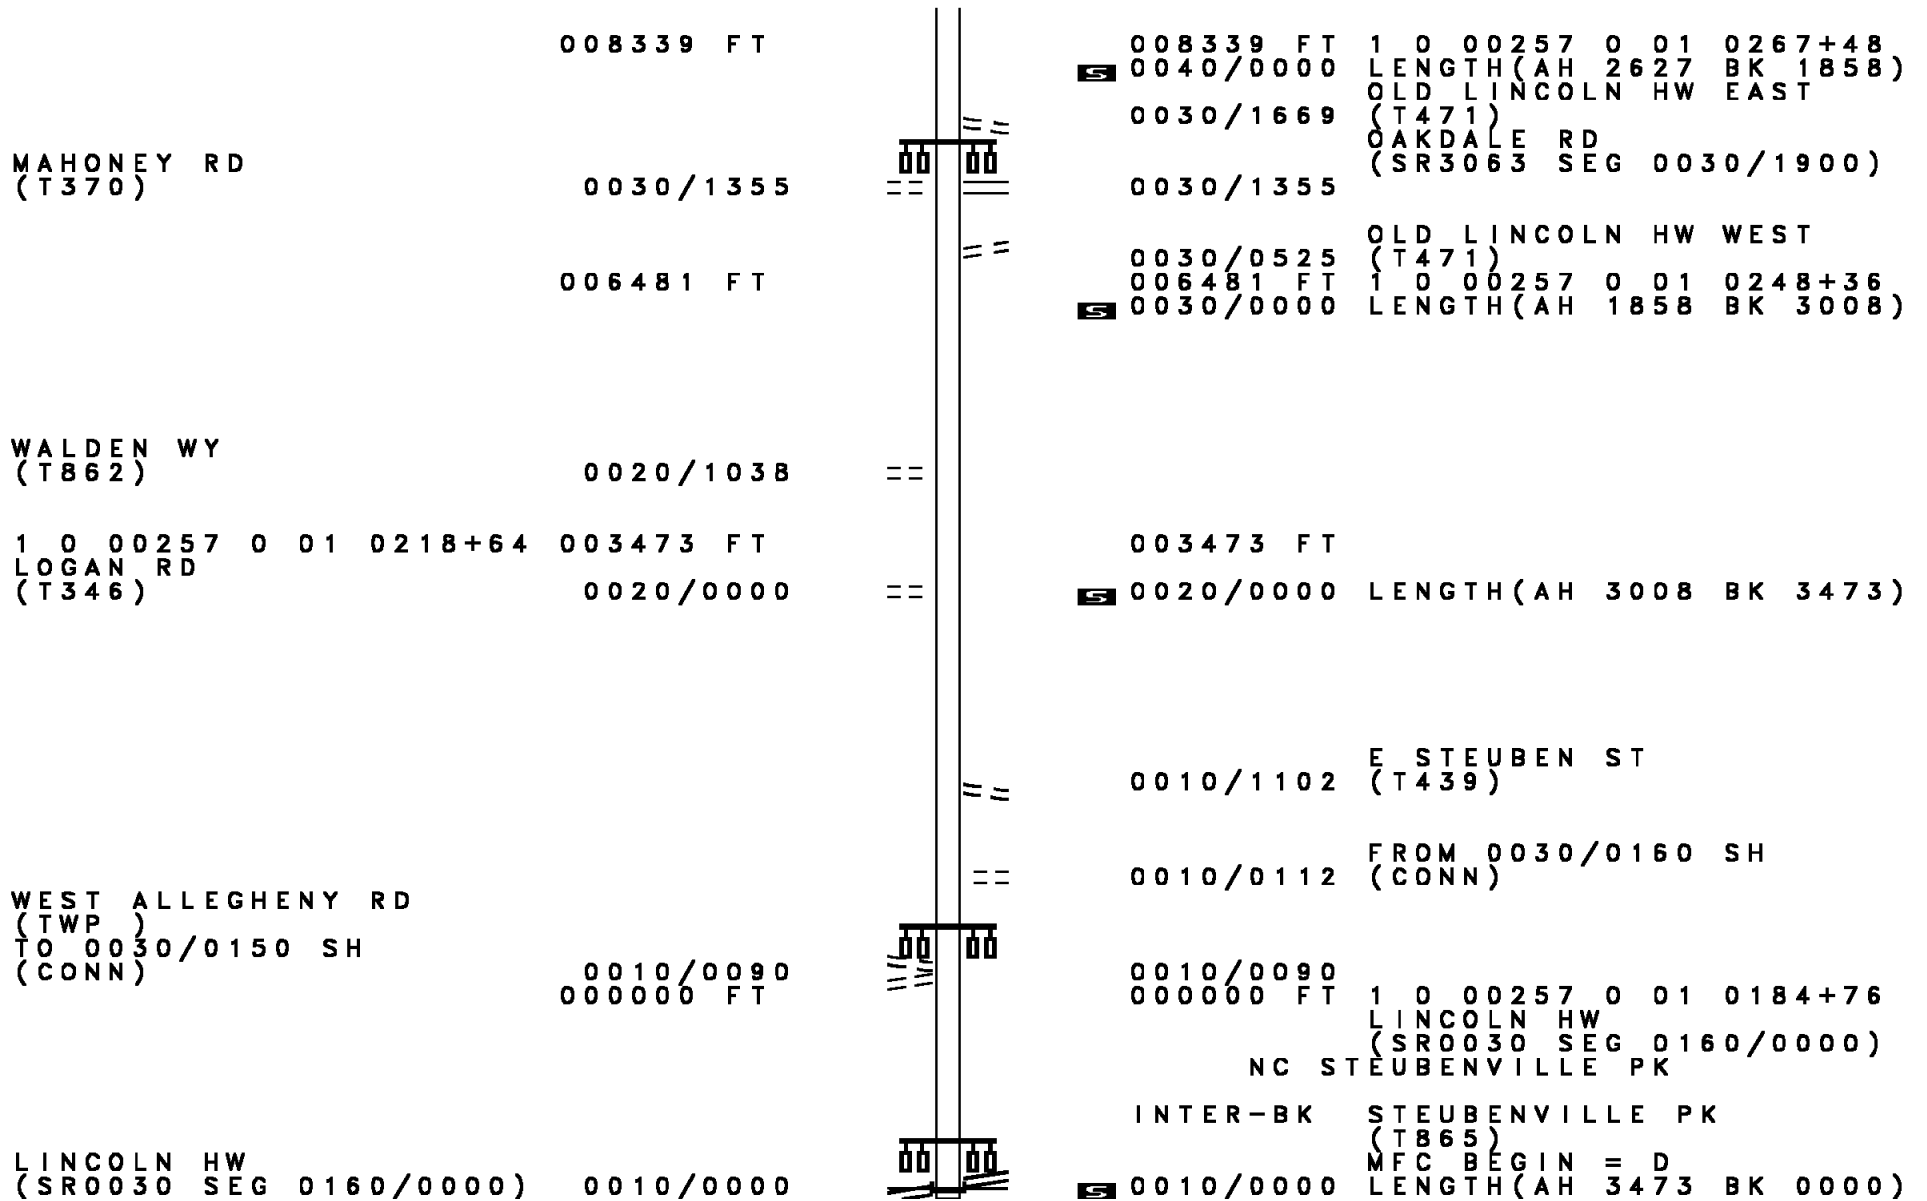 008339 FT 008339 FT 1 0 00257 0 01 0267+48
S 0040/0000 LENGTH(AH 2627 BK 1858)
OLD LINCOLN HW EAST
0030/1669 (T471)
OAKDALE RD
MAHONEY RD (SR3063 SEG 0030/1900)
(T370) 0030/1355 0030/1355
OLD LINCOLN HW WEST
0030/0525 (T471)
006481 FT 006481 FT 1 0 00257 0 01 0248+36
S 0030/0000 LENGTH(AH 1858 BK 3008)
WALDEN WY
(T862) 0020/1038
1 0 00257 0 01 0218+64 003473 FT 003473 FT
LOGAN RD
(T346) 0020/0000 S 0020/0000 LENGTH(AH 3008 BK 3473)
E STEUBEN ST
0010/1102 (T439)
FROM 0030/0160 SH
0010/0112 (CONN)
WEST ALLEGHENY RD
(TWP )
TO 0030/0150 SH
(CONN) 0010/0090 0010/0090
000000 FT 000000 FT 1 0 00257 0 01 0184+76
LINCOLN HW
(SR0030 SEG 0160/0000)
NC STEUBENVILLE PK
INTER-BK STEUBENVILLE PK
(T865)
LINCOLN HW MFC BEGIN = D
(SR0030 SEG 0160/0000) 0010/0000 S 0010/0000 LENGTH(AH 3473 BK 0000)